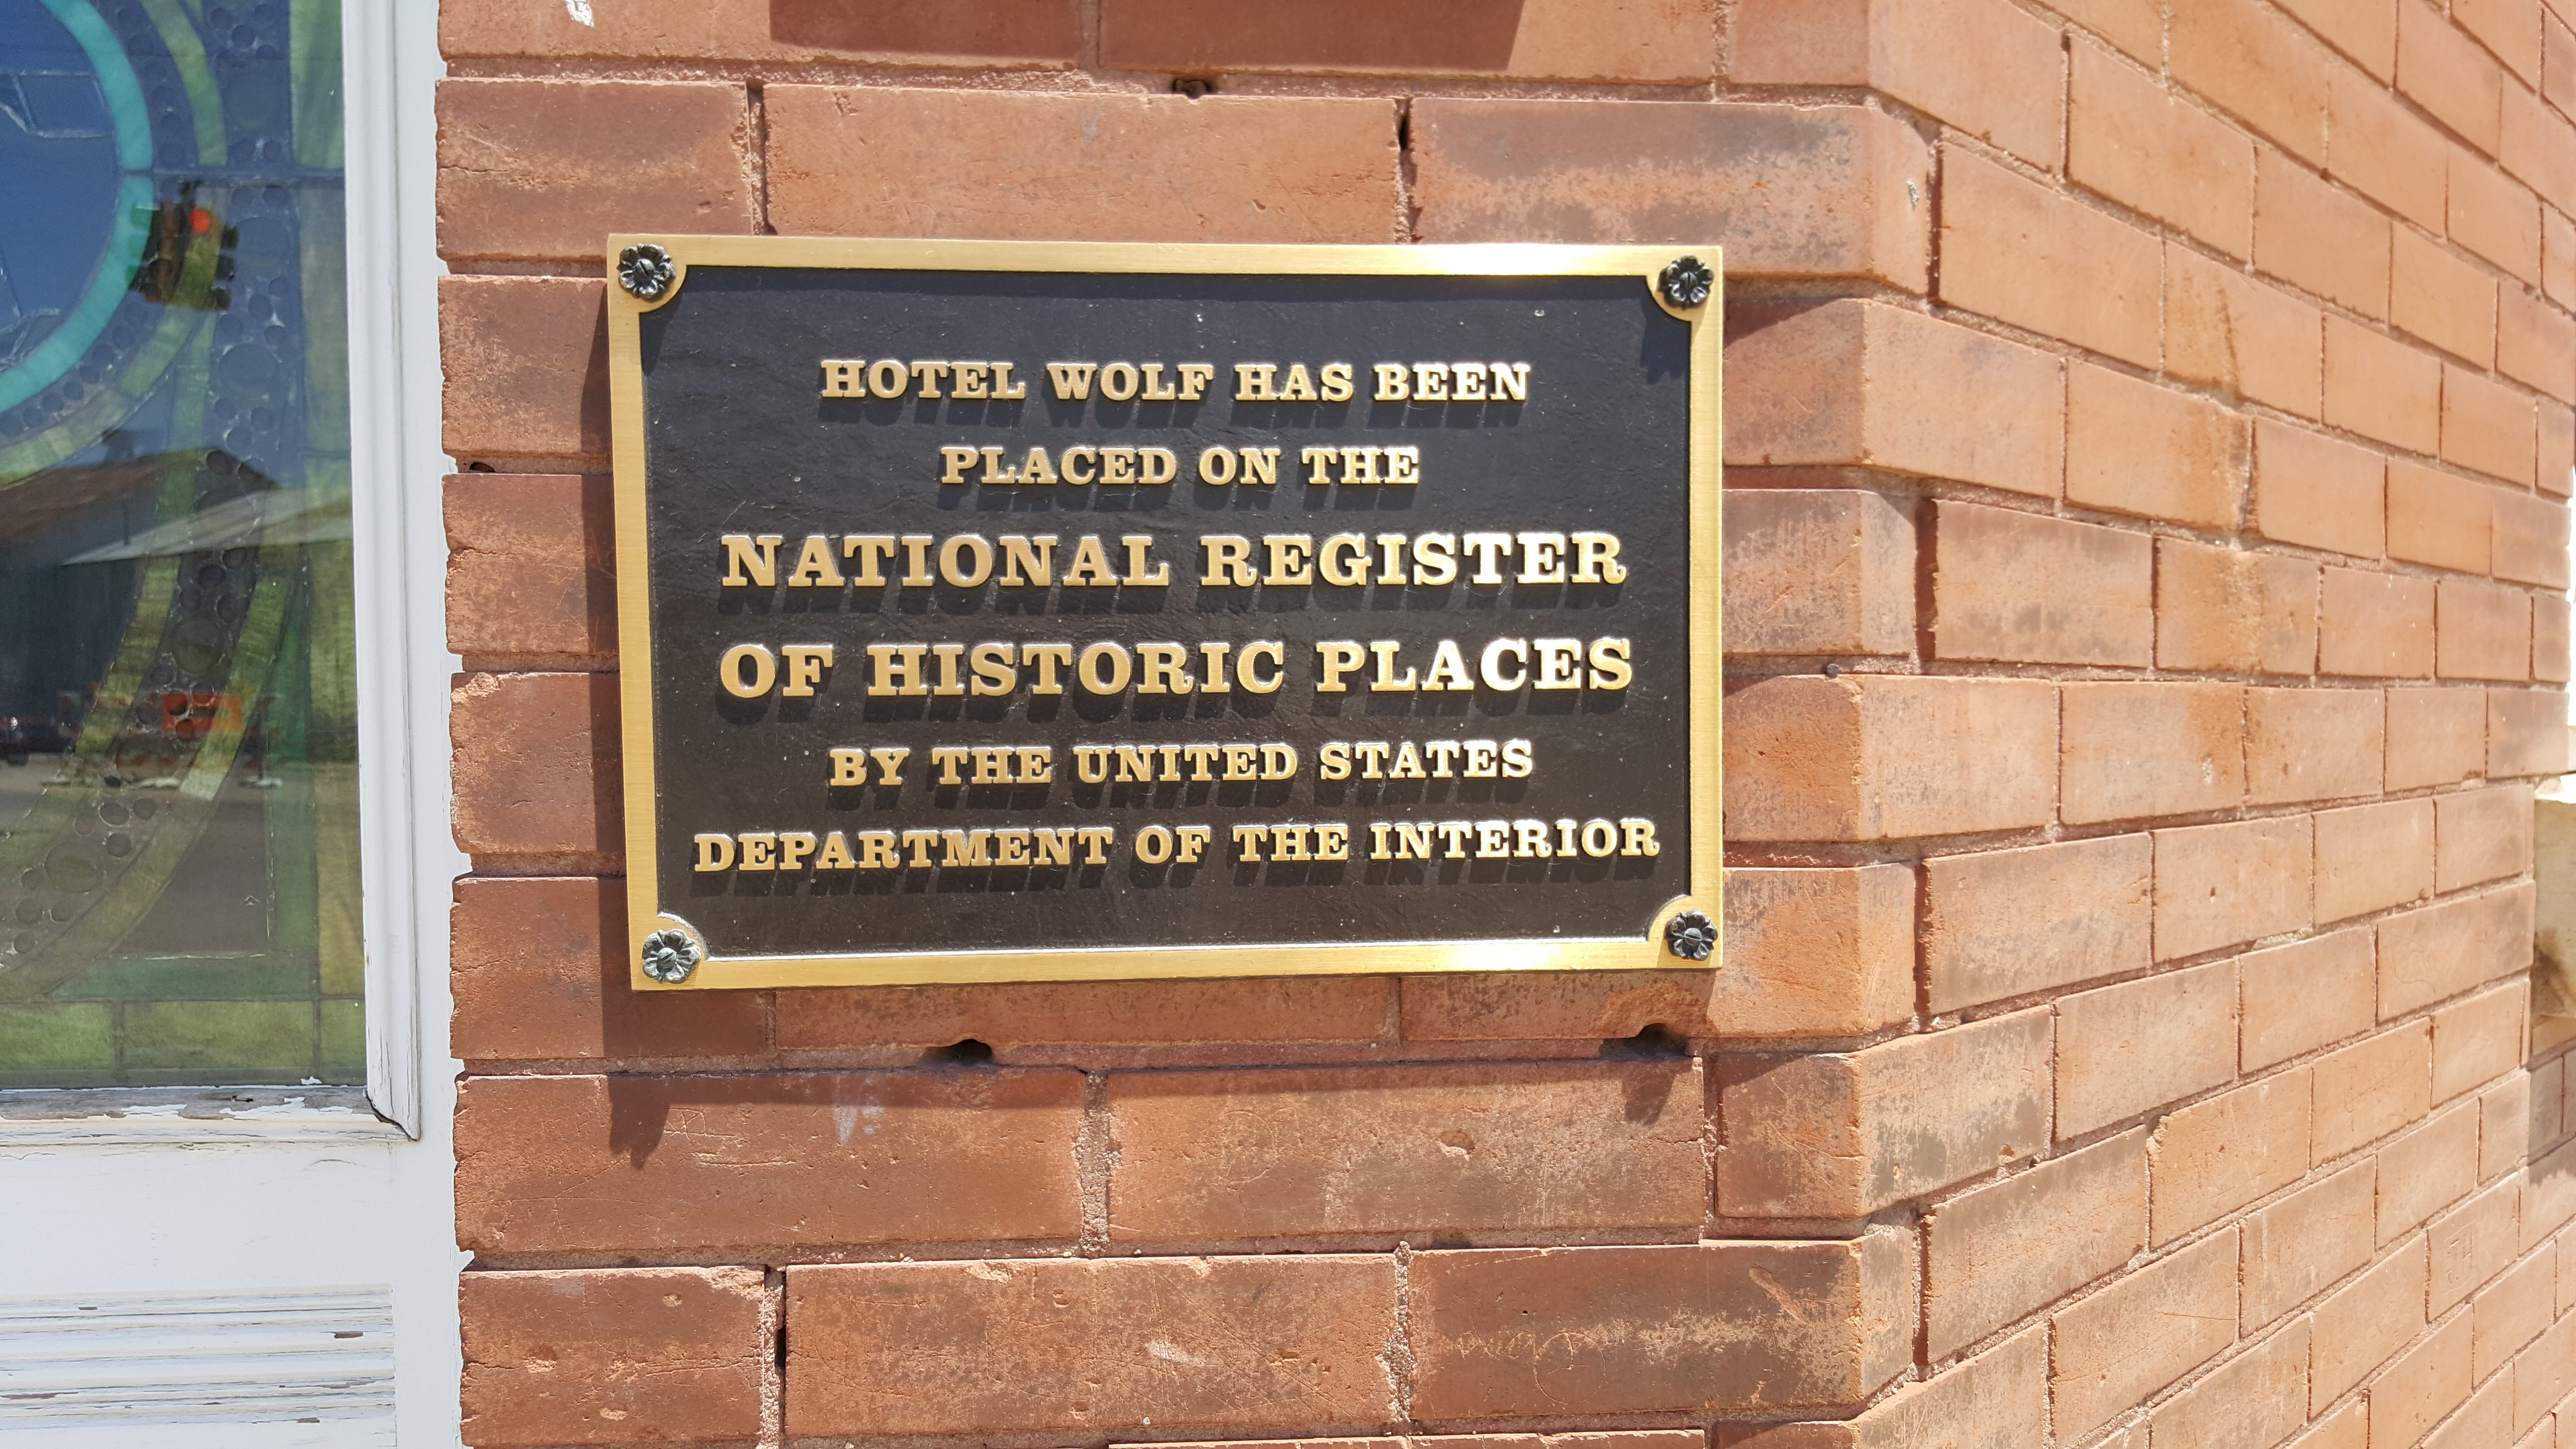 HOTEL WOLF HAS BEEN
PLACED ON THE
NATIONAL REGISTER
OF HISTORIC PLACES
BY THE UNITED STATES
DEPARTMENT OF THE INTERIOR